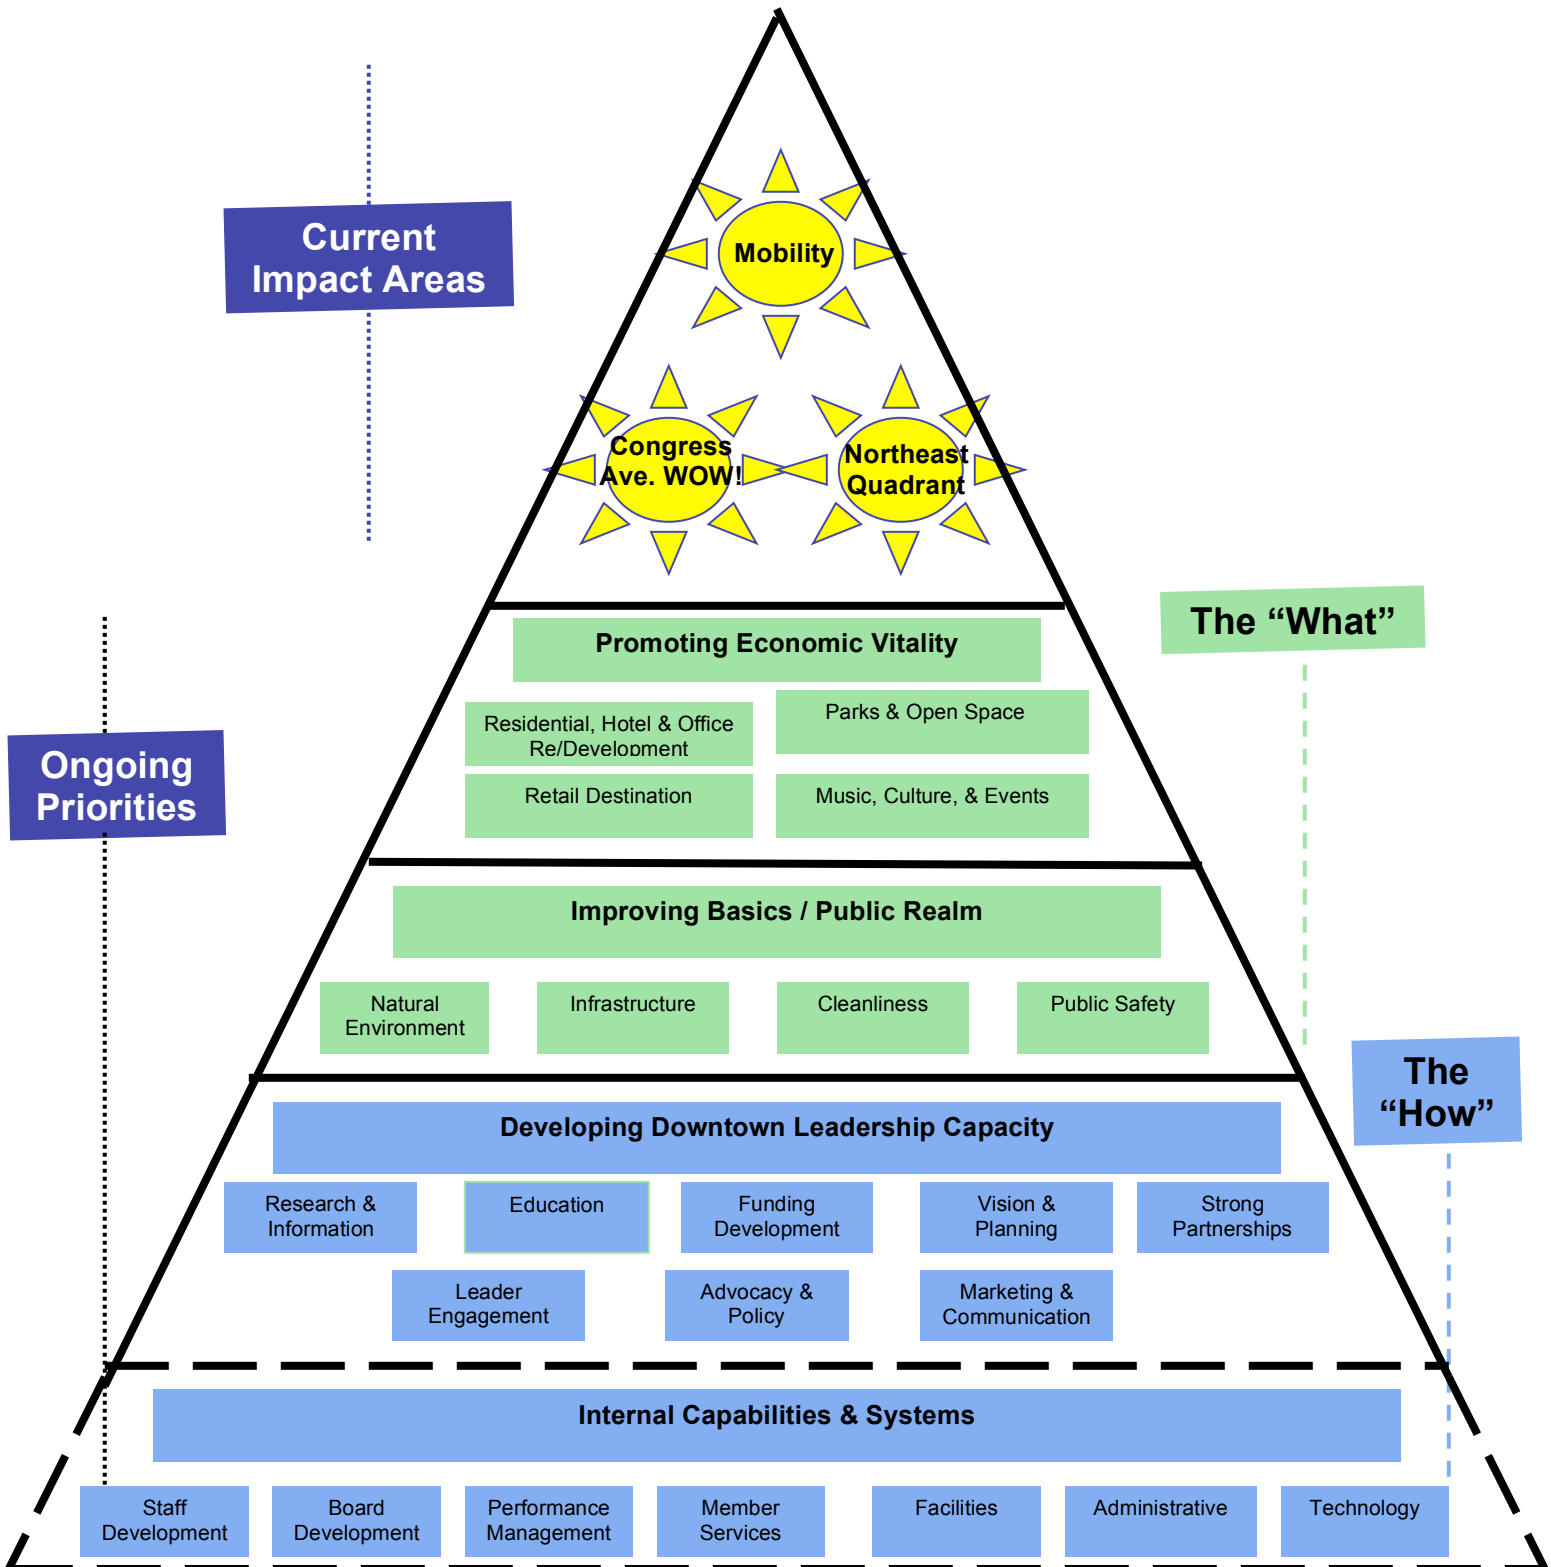 Current
Impact Areas
Mobility
Congress
Ave. WOW!
Northeast
Quadrant
The “What”
Promoting Economic Vitality
Residential, Hotel & Office
Re/Development
Parks & Open Space
Retail Destination
Music, Culture, & Events
Ongoing
Priorities
Improving Basics / Public Realm
Natural
Environment
Infrastructure
Cleanliness
Public Safety
The
“How”
Developing Downtown Leadership Capacity
Research &
Information
Education
Funding
Development
Vision &
Planning
Strong
Partnerships
Leader
Engagement
Advocacy &
Policy
Marketing &
Communication
Internal Capabilities & Systems
Staff
Development
Board
Development
Performance
Management
Member
Services
Facilities
Administrative
Technology